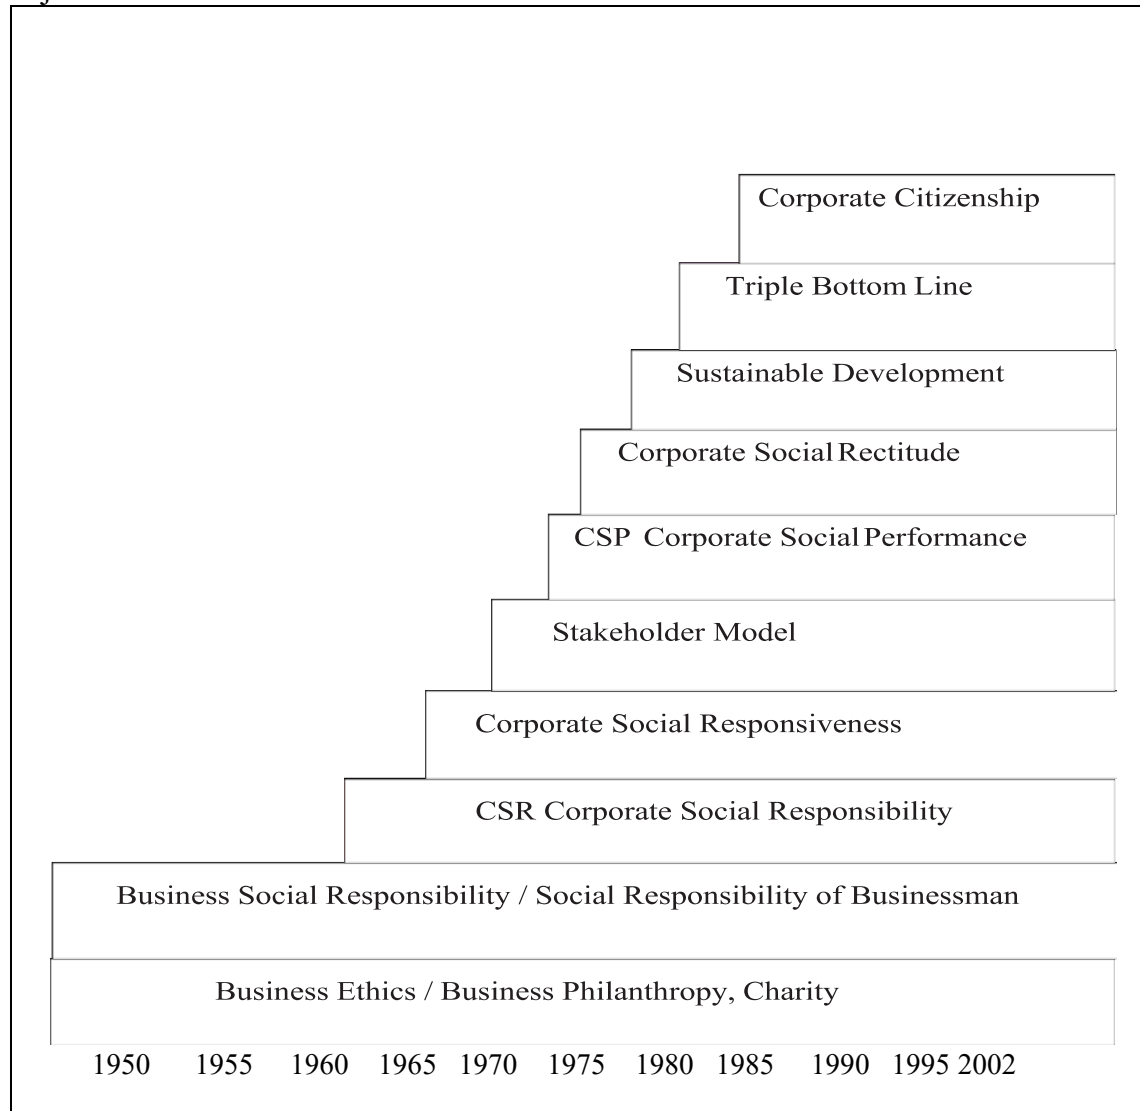 Corporate Citizenship
Triple Bottom Line
Sustainable Development
Corporate Social Rectitude
CSP Corporate Social Performance
Stakeholder Model
Corporate Social Responsiveness
CSR Corporate Social Responsibility
Business Social Responsibility / Social Responsibility of Businessman
Business Ethics / Business Philanthropy, Charity
1950 1955 1960 1965 1970 1975 1980 1985 1990 1995 2002